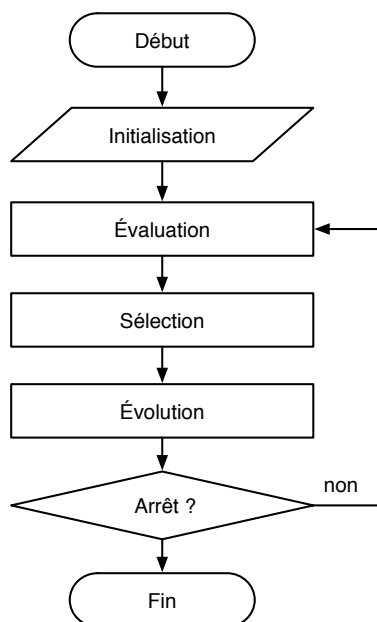 Début
Initialisation
Évaluation
Sélection
Évolution
Arrêt ?
non
Fin